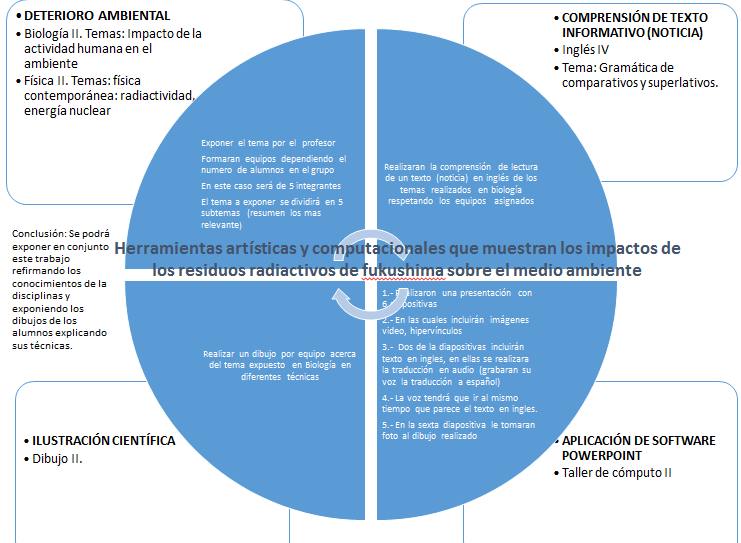 • DETERIORO AMBIENTAL
• Biología II. Temas: Impacto de la
actividad humana en el
ambiente
• Física II. Temas: física
contemporánea: radiactividad,
energía nuclear
• COMPRENSIÓN DE TEXTO
INFORMATIVO (NOTICIA)
• Inglés IV
• Tema: Gramática de
comparativos y superlativos.
Exponer el tema por el profesor
Formaran equipos dependiendo el
numero de alumnos en el grupo
En este caso será de 5 integrantes
El tema a exponer se dividirá en 5
subtemas (resumen los mas
relevante)
Realizaran la comprensión de lectura
de un texto (noticia) en inglés de los
temas realizados en biología
respetando los equipos asignados
Conclusión: Se podrá
exponer en conjunto
este trabajo
refirmando los
conocimientos de la
disciplinas y
exponiendo los
dibujos de los
alumnos explicando
sus técnicas.
Herramientas artísticas y computacionales que muestran los impactos de
los residuos radiactivos de fukushima sobre el medio ambiente
Realizar un dibujo por equipo acerca
del tema expuesto en Biología en
diferentes técnicas
1.- Realizaron una presentación con
6 diapositivas
2.- En las cuales incluirán imágenes
video, hipervínculos
3.- Dos de la diapositivas incluirán
texto en ingles, en ellas se realizara
la traducción en audio (grabaran su
voz la traducción a español)
4.- La voz tendrá que ir al mismo
tiempo que parece el texto en ingles.
5.- En la sexta diapositiva le tomaran
foto al dibujo realizado
• ILUSTRACIÓN CIENTÍFICA
• Dibujo II.
• APLICACIÓN DE SOFTWARE
POWERPOINT
• Taller de cómputo II